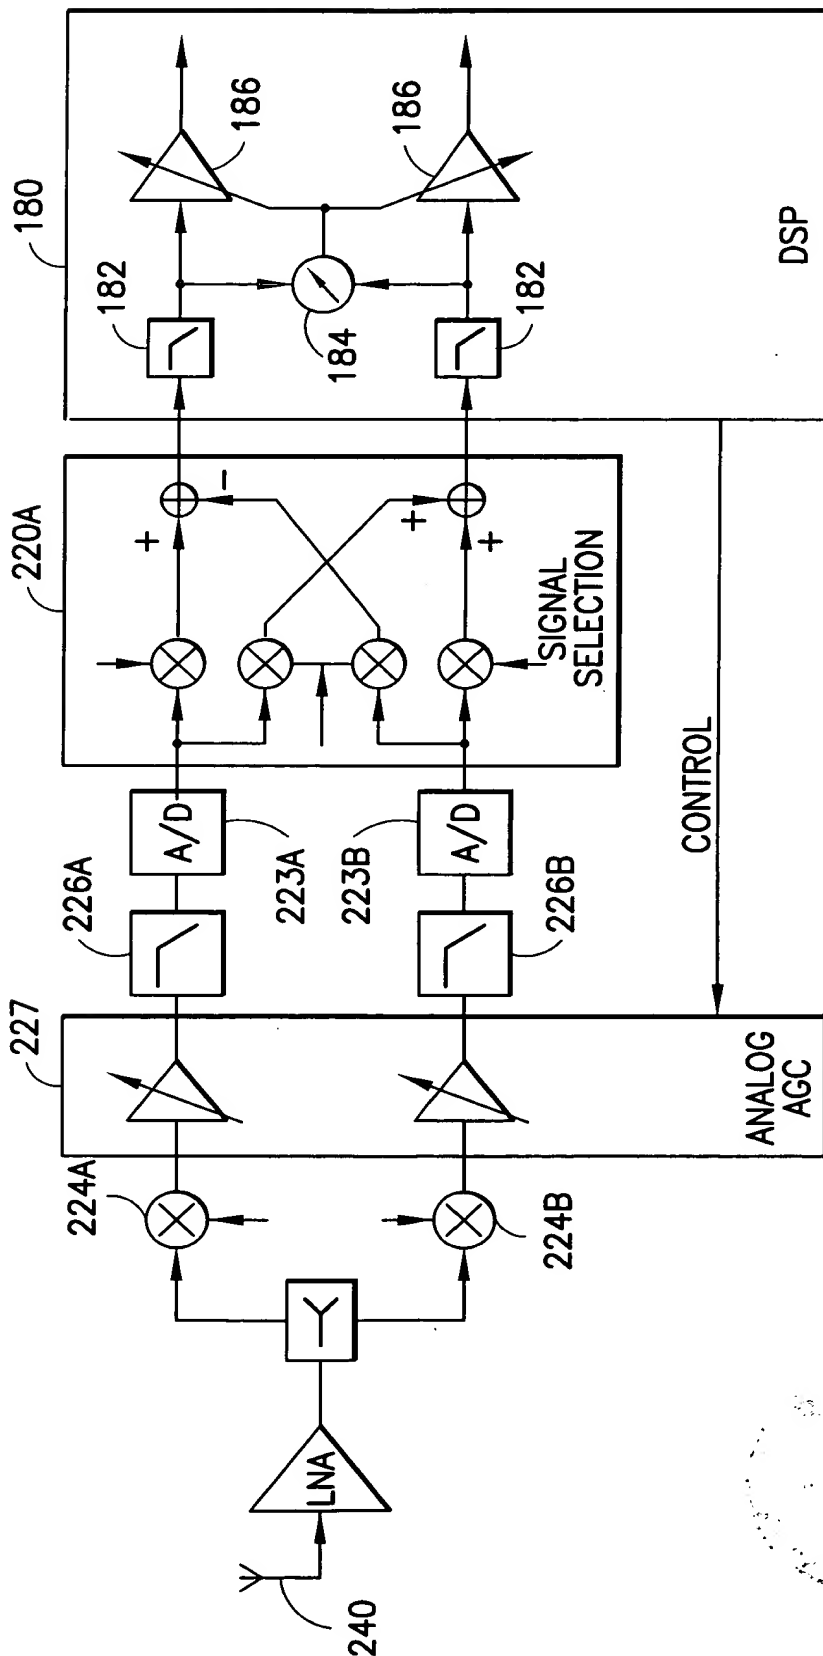 240
LNA
224A
224B
227
ANALOG
AGC
226A
226B
A/D
223A
A/D
223B
220A
+
-
+
+
SIGNAL
SELECTION
CONTROL
180
182
182
184
186
186
DSP